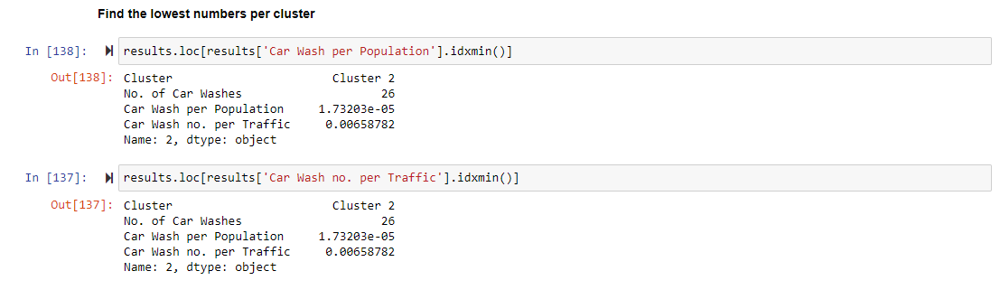 Find the lowest numbers per cluster
In [138]: results.loc[results['Car Wash per Population'].idxmin()]
Out[138]: Cluster Cluster 2
No. of Car Washes 26
Car Wash per Population 1.73203e-05
Car Wash no. per Traffic 0.00658782
Name: 2, dtype: object
In [137]: results.loc[results['Car Wash no. per Traffic'].idxmin()]
Out[137]: Cluster Cluster 2
No. of Car Washes 26
Car Wash per Population 1.73203e-05
Car Wash no. per Traffic 0.00658782
Name: 2, dtype: object